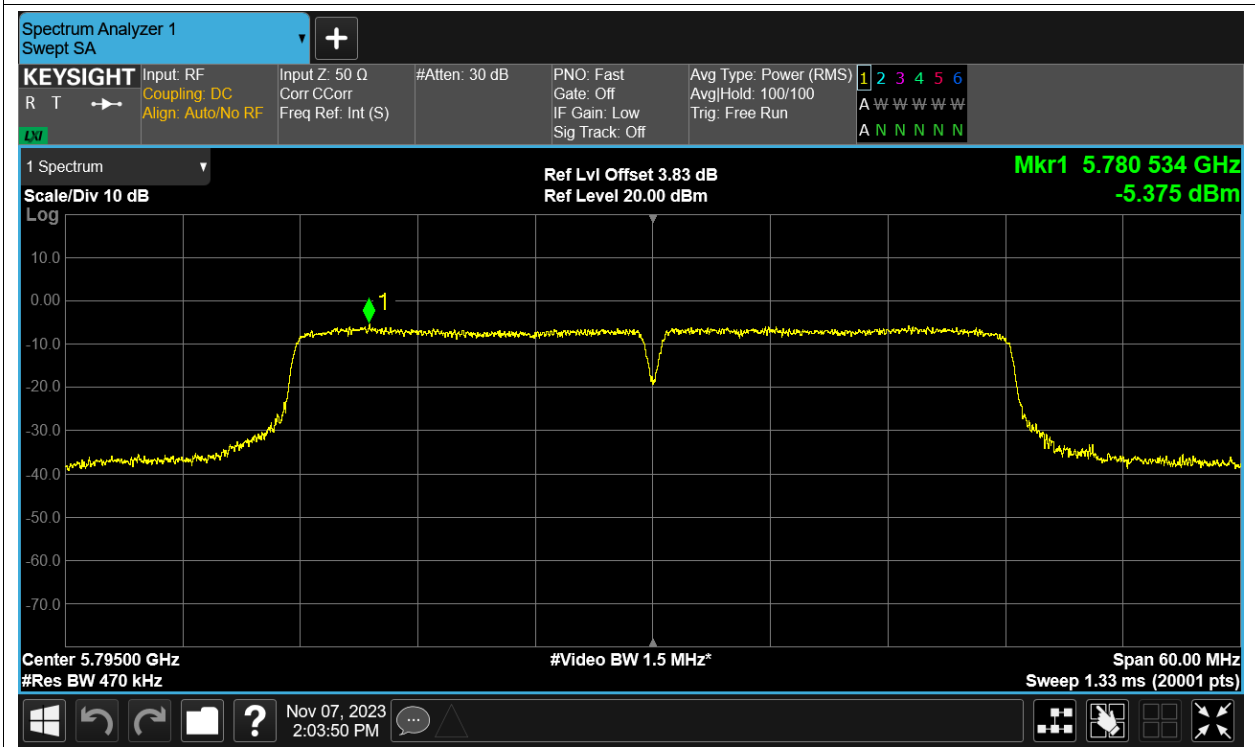 Spectrum Analyzer 1
Swept SA
KEYSIGHT
R T
LXI
Input: RF
Coupling: DC
Align: Auto/No RF
Input Z: 50 Ω
Corr CCorr
Freq Ref: Int (S)
#Atten: 30 dB
PNO: Fast
Gate: Off
IF Gain: Low
Sig Track: Off
Avg Type: Power (RMS)
Avg|Hold: 100/100
Trig: Free Run
1 2 3 4 5 6
A W W W W W
A N N N N N
1 Spectrum
Scale/Div 10 dB
Log
Ref Lvl Offset 3.83 dB
Ref Level 20.00 dBm
Mkr1 5.780 534 GHz
-5.375 dBm
10.0
0.00
1
-10.0
-20.0
-30.0
-40.0
-50.0
-60.0
-70.0
Center 5.79500 GHz
#Res BW 470 kHz
#Video BW 1.5 MHz*
Span 60.00 MHz
Sweep 1.33 ms (20001 pts)
?
Nov 07, 2023
2:03:50 PM